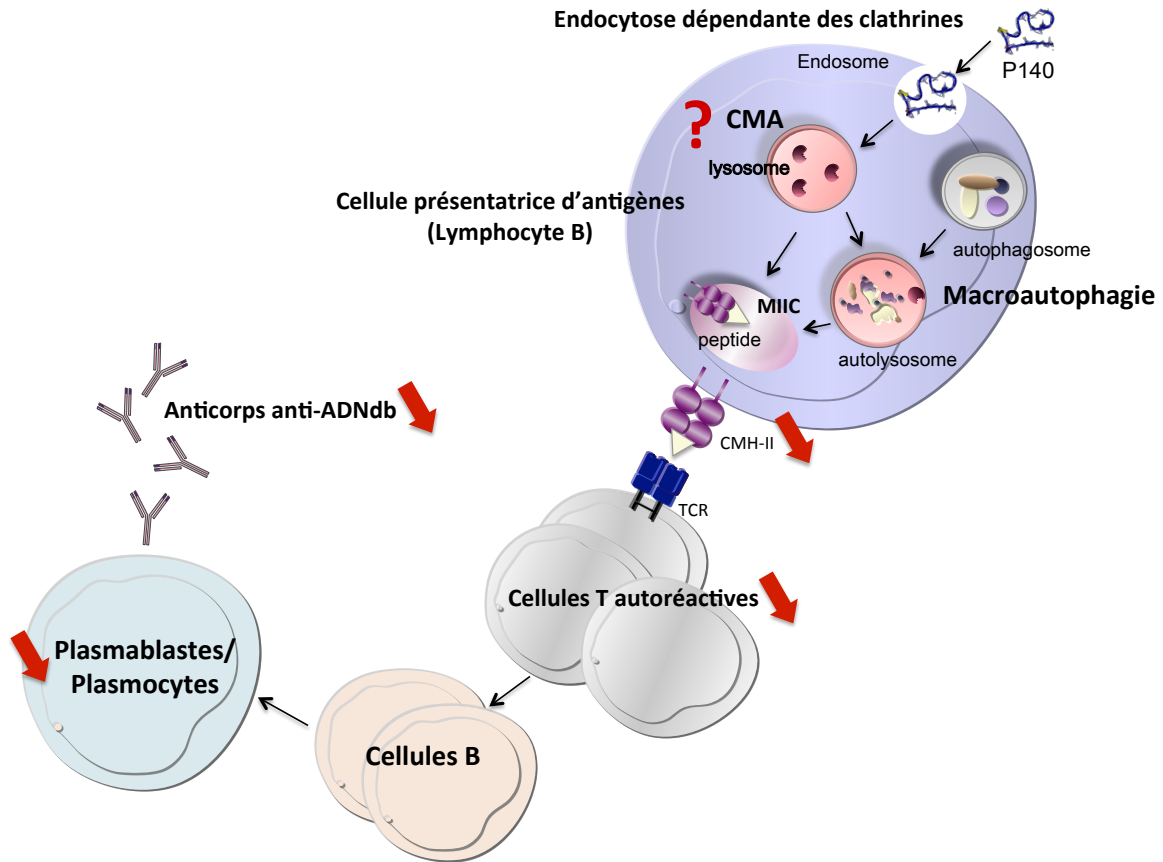 Endocytose dépendante des clathrines
P140
Endosome
? CMA
lysosome
Cellule présentatrice d'antigènes
(Lymphocyte B)
autophagosome
Macroautophagie
MIIC
peptide
autolysosome
Anticorps anti-ADNdb
CMH-II
TCR
Cellules T autoréactives
Plasmablastes/
Plasmocytes
Cellules B